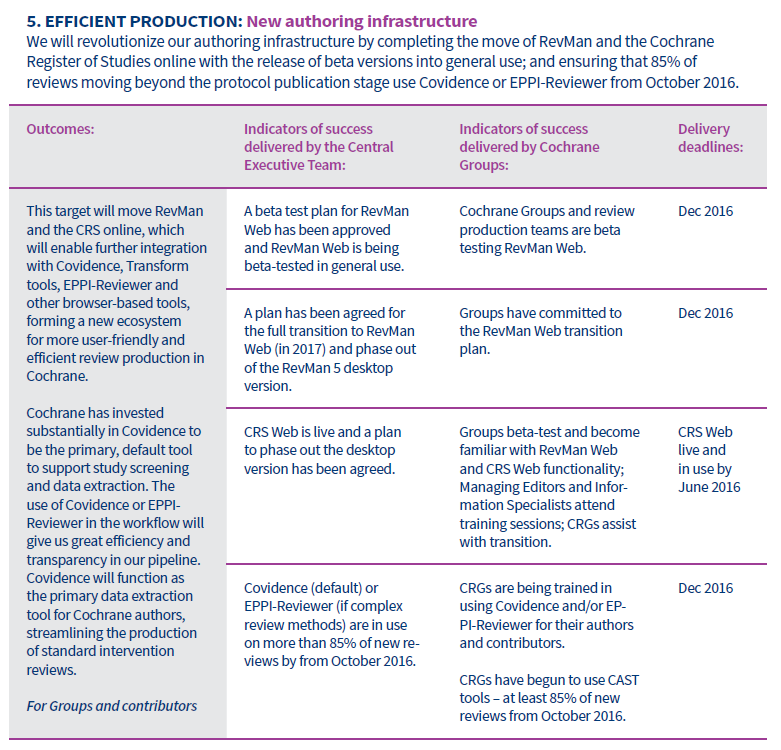 5. EFFICIENT PRODUCTION: New authoring infrastructure
We will revolutionize our authoring infrastructure by completing the move of RevMan and the Cochrane
Register of Studies online with the release of beta versions into general use; and ensuring that 85% of
reviews moving beyond the protocol publication stage use Covidence or EPPI-Reviewer from October 2016.
Outcomes:
Indicators of success
delivered by the Central
Executive Team:
Indicators of success
delivered by Cochrane
Groups:
Delivery
deadlines:
This target will move RevMan
and the CRS online, which
will enable further integration
with Covidence, Transform
tools, EPPI-Reviewer and
other browser-based tools,
forming a new ecosystem
for more user-friendly and
efficient review production in
Cochrane.
Cochrane has invested
substantially in Covidence to
be the primary, default tool
to support study screening
and data extraction. The
use of Covidence or EPPI-
Reviewer in the workflow will
give us great efficiency and
transparency in our pipeline.
Covidence will function as
the primary data extraction
tool for Cochrane authors,
streamlining the production
of standard intervention
reviews.
For Groups and contributors
A beta test plan for RevMan
Web has been approved
and RevMan Web is being
beta-tested in general use.
Cochrane Groups and review
production teams are beta
testing RevMan Web.
Dec 2016
A plan has been agreed for
the full transition to RevMan
Web (in 2017) and phase out
of the RevMan 5 desktop
version.
Groups have committed to
the RevMan Web transition
plan.
Dec 2016
CRS Web is live and a plan
to phase out the desktop
version has been agreed.
Groups beta-test and become
familiar with RevMan Web
and CRS Web functionality;
Managing Editors and Infor-
mation Specialists attend
training sessions; CRGs assist
with transition.
CRS Web
live and
in use by
June 2016
Covidence (default) or
EPPI-Reviewer (if complex
review methods) are in use
on more than 85% of new re-
views by from October 2016.
CRGs are being trained in
using Covidence and/or EP-
PI-Reviewer for their authors
and contributors.
CRGs have begun to use CAST
tools – at least 85% of new
reviews from October 2016.
Dec 2016